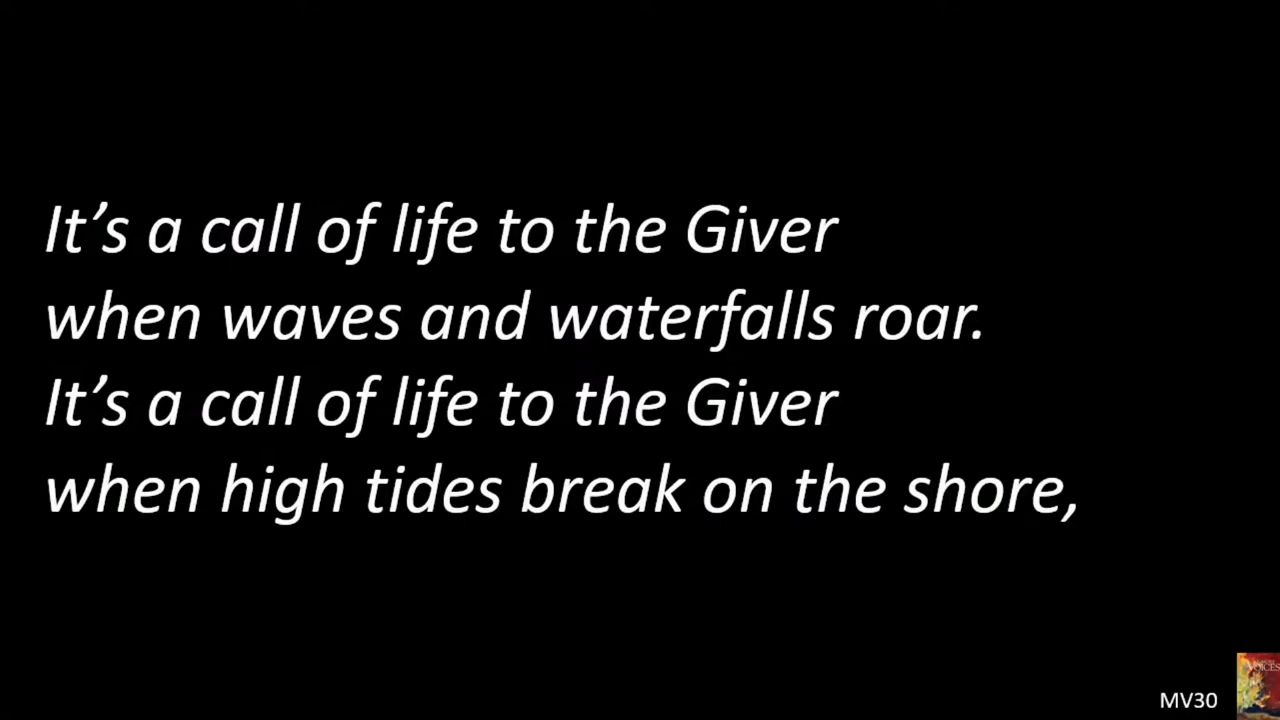 It’s a call of life to the Giver
when waves and waterfalls roar.
It’s a call of life to the Giver
when high tides break on the shore,
MV30
VOICES